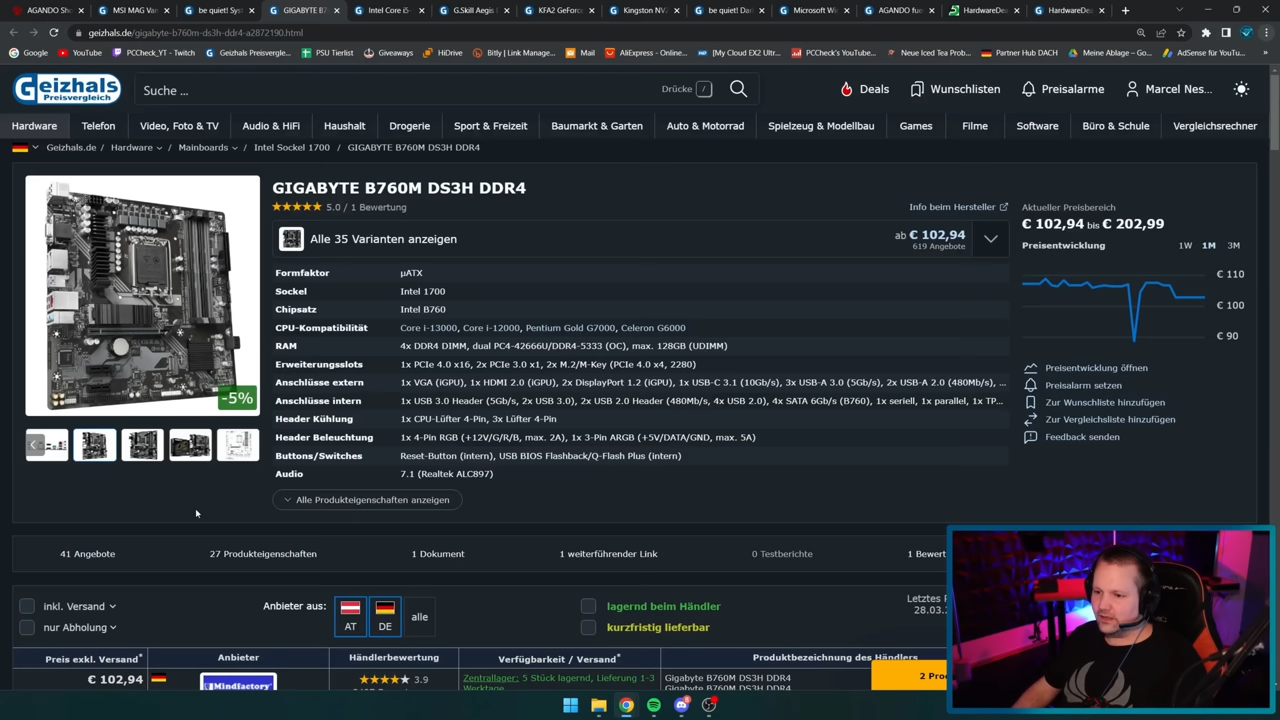 AGANDO Sho
MSI MAG Van
be quiet! Sys
GIGABYTE B7
Intel Core i5-
G.Skill Aegis D
KFA2 GeForc
Kingston NV2
be quiet! Dar
Microsoft Wi
AGANDO fue
HardwareDea
HardwareDea
geizhals.de/gigabyte-b760m-ds3h-ddr4-a2872190.html
Google
YouTube
PCCheck_YT - Twitch
Geizhals Preisvergle...
PSU Tierlist
Giveaways
HiDrive
Bitly | Link Manage...
Mail
AliExpress - Online...
[My Cloud EX2 Ultr...
PCCheck's YouTube...
Neue Iced Tea Prob...
Partner Hub DACH
Meine Ablage – Go...
AdSense für YouTu...
Geizhals
Preisvergleich
Suche ...
Drücke /
Deals
Wunschlisten
Preisalarme
Marcel Nes...
Hardware
Telefon
Video, Foto & TV
Audio & HiFi
Haushalt
Drogerie
Sport & Freizeit
Baumarkt & Garten
Auto & Motorrad
Spielzeug & Modellbau
Games
Filme
Software
Büro & Schule
Vergleichsrechner
Geizhals.de / Hardware / Mainboards / Intel Sockel 1700 / GIGABYTE B760M DS3H DDR4
GIGABYTE B760M DS3H DDR4
5.0 / 1 Bewertung
Info beim Hersteller
Alle 35 Varianten anzeigen
ab € 102,94
619 Angebote
Formfaktor µATX
Sockel Intel 1700
Chipsatz Intel B760
CPU-Kompatibilität Core i-13000, Core i-12000, Pentium Gold G7000, Celeron G6000
RAM 4x DDR4 DIMM, dual PC4-42666U/DDR4-5333 (OC), max. 128GB (UDIMM)
Erweiterungsslots 1x PCIe 4.0 x16, 2x PCIe 3.0 x1, 2x M.2/M-Key (PCIe 4.0 x4, 2280)
Anschlüsse extern 1x VGA (iGPU), 1x HDMI 2.0 (iGPU), 2x DisplayPort 1.2 (iGPU), 1x USB-C 3.1 (10Gb/s), 3x USB-A 3.0 (5Gb/s), 2x USB-A 2.0 (480Mb/s), ...
Anschlüsse intern 1x USB 3.0 Header (5Gb/s, 2x USB 3.0), 2x USB 2.0 Header (480Mb/s, 4x USB 2.0), 4x SATA 6Gb/s (B760), 1x seriell, 1x parallel, 1x TP...
Header Kühlung 1x CPU-Lüfter 4-Pin, 3x Lüfter 4-Pin
Header Beleuchtung 1x 4-Pin RGB (+12V/G/R/B, max. 2A), 1x 3-Pin ARGB (+5V/DATA/GND, max. 5A)
Buttons/Switches Reset-Button (intern), USB BIOS Flashback/Q-Flash Plus (intern)
Audio 7.1 (Realtek ALC897)
Alle Produkteigenschaften anzeigen
-5%
Aktueller Preisbereich
€ 102,94 bis € 202,99
Preisentwicklung 1W 1M 3M
€ 110
€ 100
€ 90
Preisentwicklung öffnen
Preisalarm setzen
Zur Wunschliste hinzufügen
Zur Vergleichsliste hinzufügen
Feedback senden
41 Angebote
27 Produkteigenschaften
1 Dokument
1 weiterführender Link
0 Testberichte
1 Bewert
inkl. Versand
nur Abholung
Anbieter aus:
AT
DE
alle
lagernd beim Händler
kurzfristig lieferbar
Letztes
28.03.
Preis exkl. Versand*
Anbieter
Händlerbewertung
Verfügbarkeit / Versand*
Produktbezeichnung des Händlers
€ 102,94
Mindfactory
3.9
Zentrallager: 5 Stück lagernd, Lieferung 1-3
Werktage
Gigabyte B760M DS3H DDR4
Gigabyte B760M DS3H DDR4
2 Pro